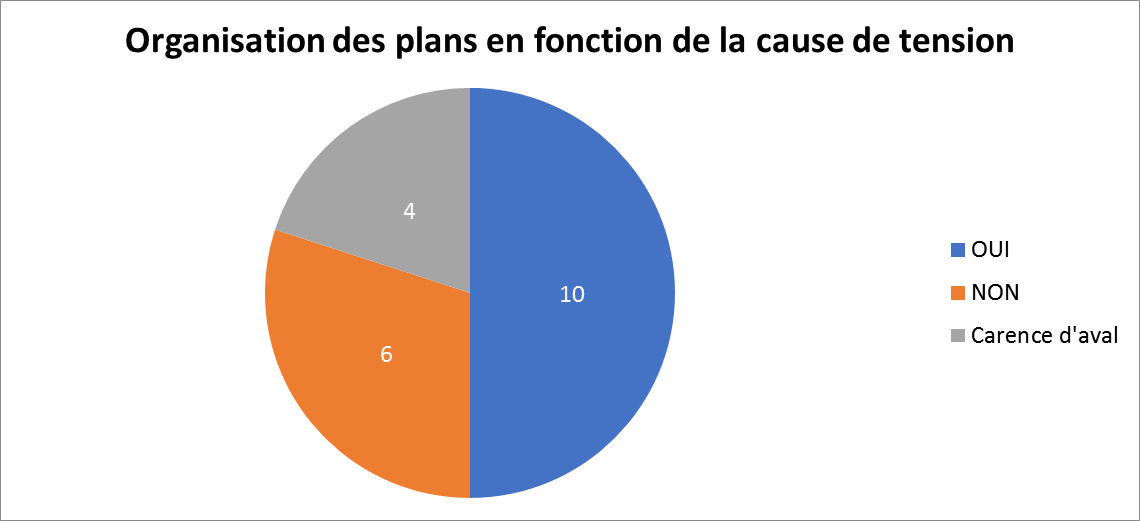 Organisation des plans en fonction de la cause de tension
4
10
6
OUI
NON
Carence d'aval